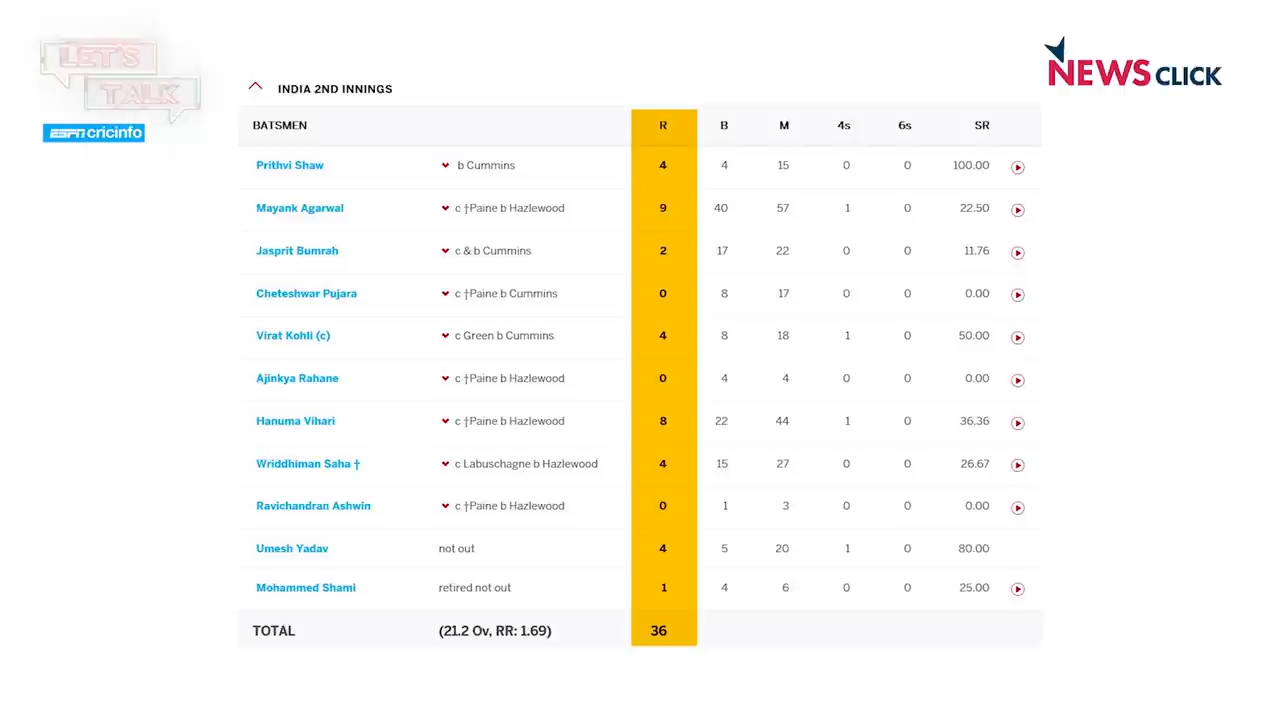 LET'S
TALK
ESPN cricinfo
NEWSCLICK
INDIA 2ND INNINGS
BATSMEN R B M 4s 6s SR
Prithvi Shaw b Cummins 4 4 15 0 0 100.00
Mayank Agarwal c †Paine b Hazlewood 9 40 57 1 0 22.50
Jasprit Bumrah c & b Cummins 2 17 22 0 0 11.76
Cheteshwar Pujara c †Paine b Cummins 0 8 17 0 0 0.00
Virat Kohli (c) c Green b Cummins 4 8 18 1 0 50.00
Ajinkya Rahane c †Paine b Hazlewood 0 4 4 0 0 0.00
Hanuma Vihari c †Paine b Hazlewood 8 22 44 1 0 36.36
Wriddhiman Saha † c Labuschagne b Hazlewood 4 15 27 0 0 26.67
Ravichandran Ashwin c †Paine b Hazlewood 0 1 3 0 0 0.00
Umesh Yadav not out 4 5 20 1 0 80.00
Mohammed Shami retired not out 1 4 6 0 0 25.00
TOTAL (21.2 Ov, RR: 1.69) 36